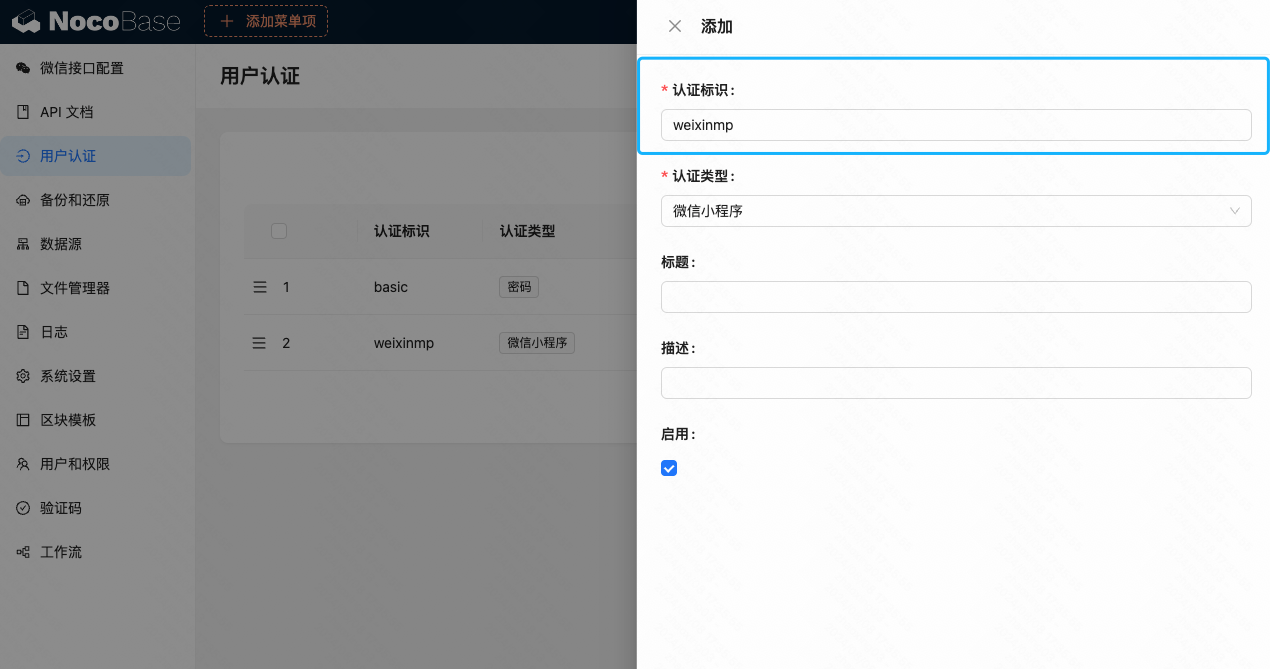 NocoBase
添加菜单项
微信接口配置
API 文档
用户认证
备份和还原
数据源
文件管理器
日志
系统设置
区块模板
用户和权限
验证码
工作流
用户认证
认证标识 认证类型
1 basic 密码
2 weixinmp 微信小程序
添加
* 认证标识:
weixinmp
* 认证类型:
微信小程序
标题:
描述:
启用: